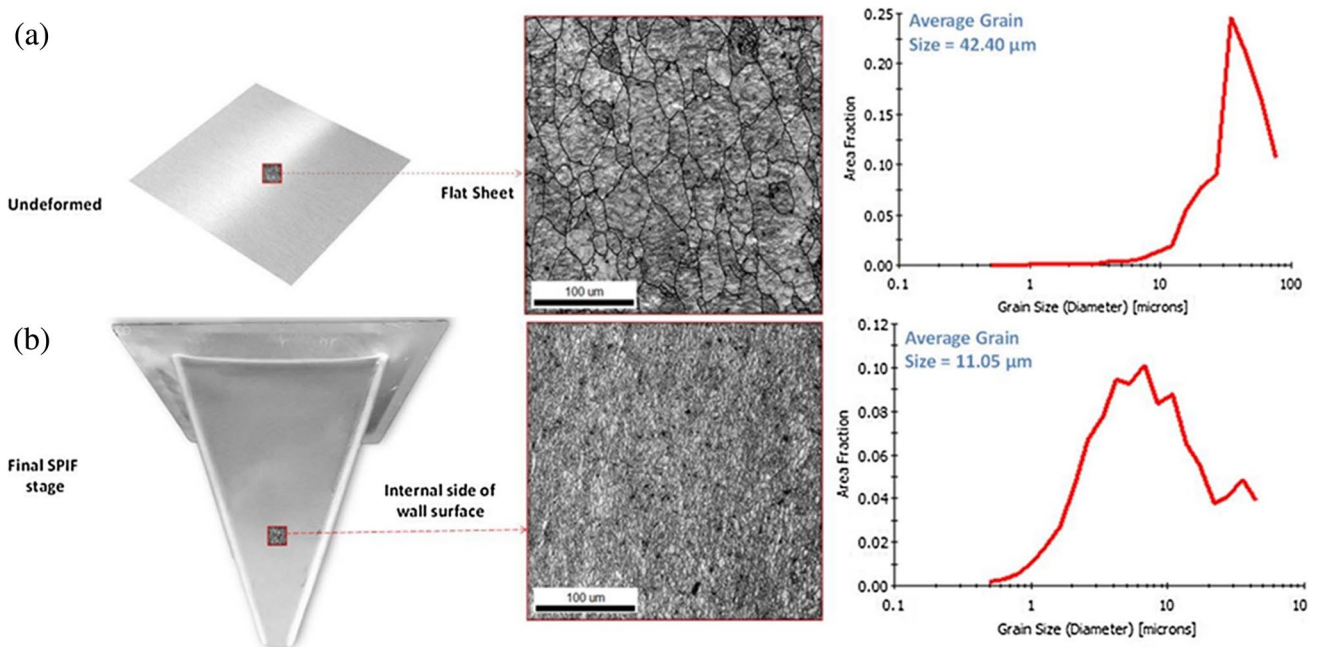 (a)
Undeformed
Flat Sheet
100 um
Average Grain
Size = 42.40 µm
Area Fraction
0.25
0.20
0.15
0.10
0.05
0.00
0.1 1 10 100
Grain Size (Diameter) [microns]
(b)
Final SPIF
stage
Internal side of
wall surface
100 um
Average Grain
Size = 11.05 µm
Area Fraction
0.12
0.10
0.08
0.06
0.04
0.02
0.00
0.1 1 10 10
Grain Size (Diameter) [microns]